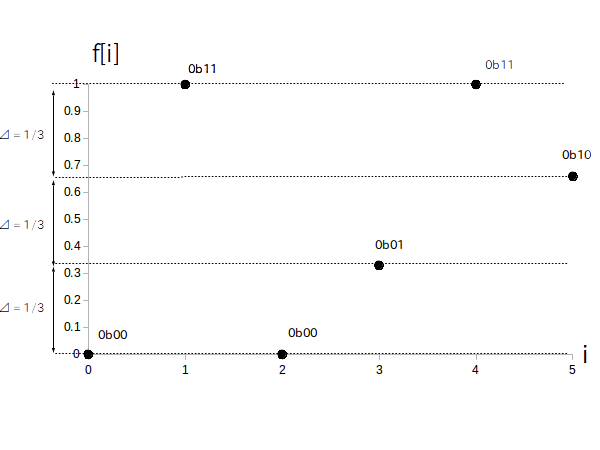 f[i]
0b11
0b11
1
0.9
⊿ = 1/3
0.8
0.7
0b10
0.6
0.5
⊿ = 1/3
0.4
0b01
0.3
⊿ = 1/3
0.2
0.1
0b00
0b00
0
i
0 1 2 3 4 5